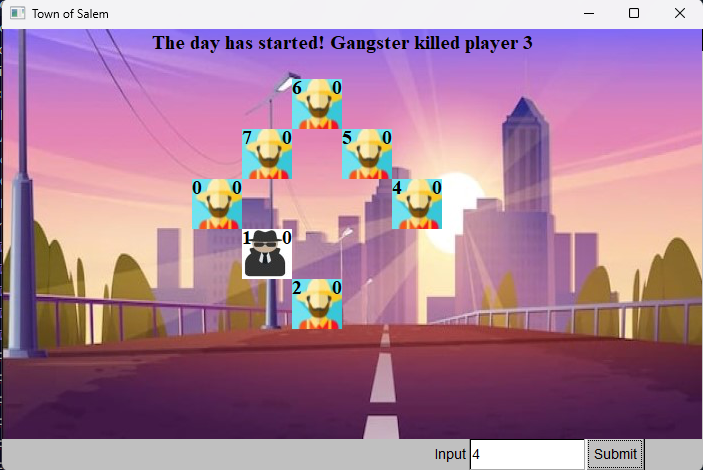 Town of Salem
The day has started! Gangster killed player 3
6 0
7 0 5 0
0 0 4 0
1 0
2 0
Input 4 Submit